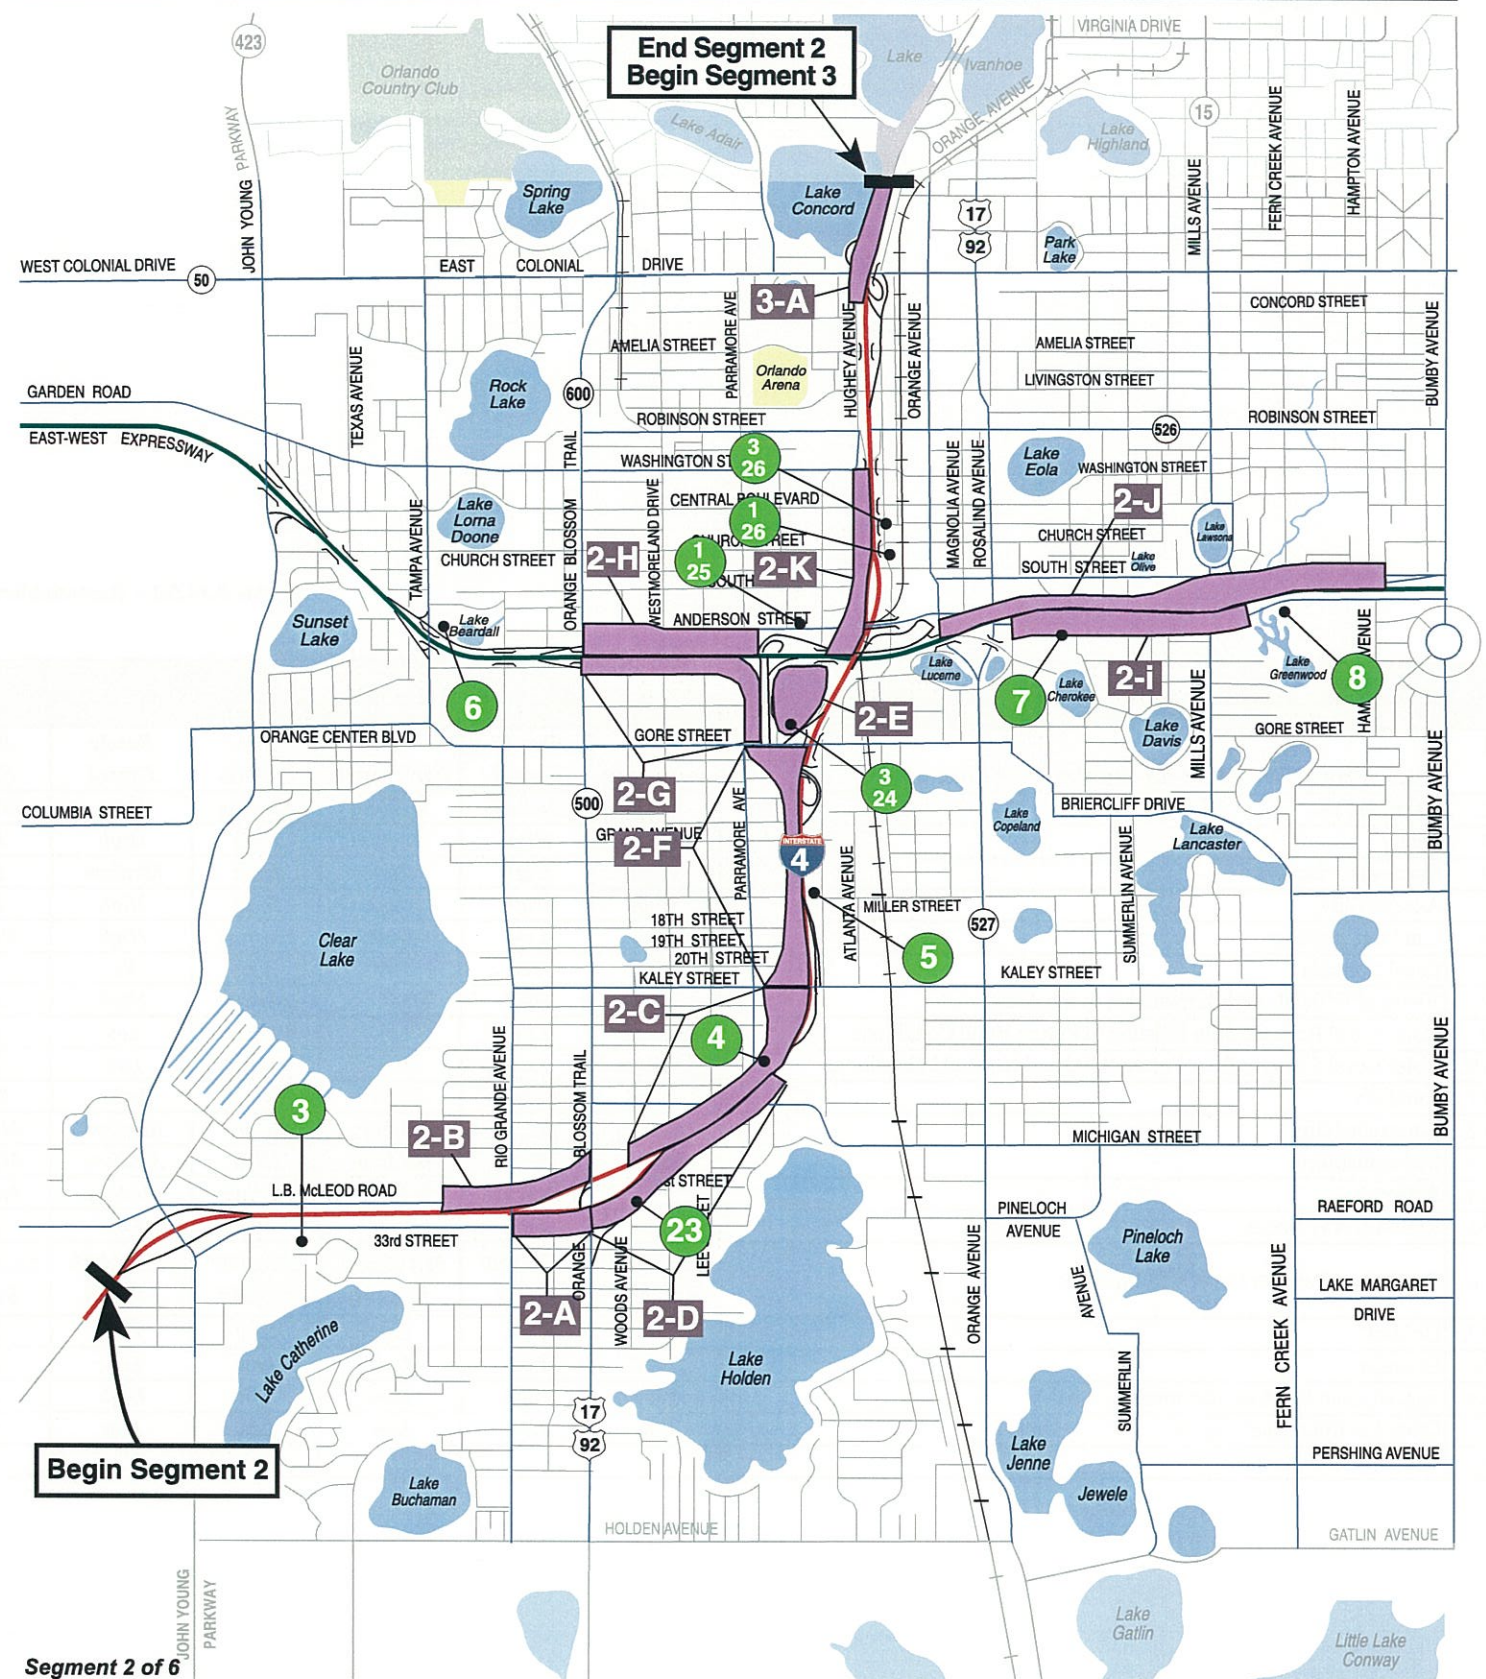 423
VIRGINIA DRIVE
End Segment 2
Begin Segment 3
Lake
Ivanhoe
Orlando
Country Club
JOHN YOUNG PARKWAY
Lake Adair
ORANGE AVENUE
Lake
Highland
15
MILLS AVENUE
FERN CREEK AVENUE
HAMPTON AVENUE
Spring
Lake
Lake
Concord
17
92
Park
Lake
WEST COLONIAL DRIVE
50
EAST COLONIAL DRIVE
3-A
CONCORD STREET
PARRAMORE AVE
HUGHEY AVENUE
ORANGE AVENUE
BUMBY AVENUE
AMELIA STREET
AMELIA STREET
TEXAS AVENUE
Orlando
Arena
LIVINGSTON STREET
Rock
Lake
GARDEN ROAD
600
ROBINSON STREET
ROBINSON STREET
526
EAST-WEST EXPRESSWAY
WASHINGTON ST
3
26
Lake
Eola
WASHINGTON STREET
ORANGE BLOSSOM TRAIL
WESTMORELAND DRIVE
MAGNOLIA AVENUE
ROSALIND AVENUE
CENTRAL BOULEVARD
2-J
TAMPA AVENUE
Lake
Lorna
Doone
1
26
CHURCH STREET
CHURCH STREET
Lake
Lawsona
CHURCH STREET
2-H
1
25
2-K
SOUTH
SOUTH STREET
Lake
Olive
ANDERSON STREET
Sunset
Lake
Lake
Beardall
6
Lake
Lucerne
7
Lake
Cherokee
2-i
Lake
Greenwood
8
2-E
Lake
Davis
MILLS AVENUE
GORE STREET
ORANGE CENTER BLVD
GORE STREET
2-G
3
24
500
COLUMBIA STREET
BRIERCLIFF DRIVE
Lake
Copeland
BUMBY AVENUE
GRAND AVENUE
2-F
PARRAMORE AVE
INTERSTATE
4
Lake
Lancaster
ATLANTA AVENUE
SUMMERLIN AVENUE
MILLER STREET
18TH STREET
19TH STREET
20TH STREET
527
Clear
Lake
5
KALEY STREET
KALEY STREET
2-C
4
RIO GRANDE AVENUE
BLOSSOM TRAIL
BUMBY AVENUE
3
2-B
MICHIGAN STREET
L.B. McLEOD ROAD
PINELOCH
AVENUE
RAEFORD ROAD
23
33rd STREET
Pineloch
Lake
ORANGE
WOODS AVENUE
ORANGE AVENUE
AVENUE
FERN CREEK AVENUE
LAKE MARGARET
DRIVE
2-A
2-D
Lake Catherine
Lake
Holden
SUMMERLIN
17
92
Lake
Jenne
PERSHING AVENUE
Begin Segment 2
Lake
Buchaman
Jewele
HOLDEN AVENUE
GATLIN AVENUE
JOHN YOUNG
PARKWAY
Lake
Gatlin
Little Lake
Conway
Segment 2 of 6